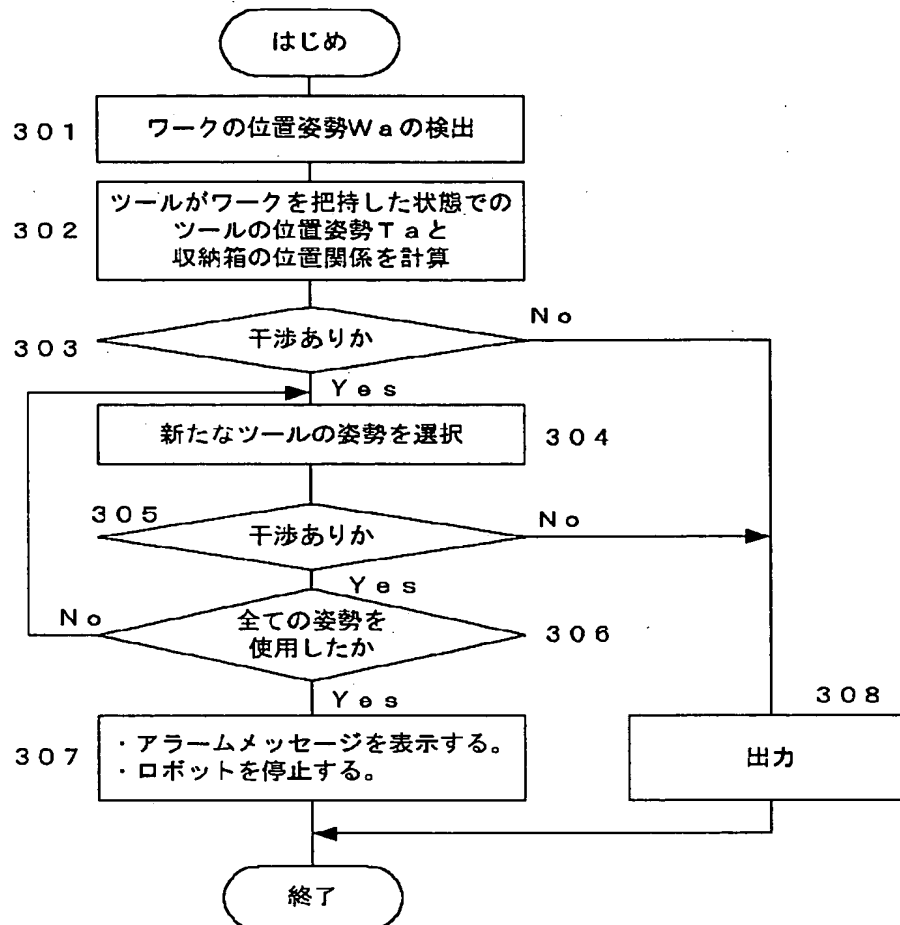 はじめ
301
ワークの位置姿勢Waの検出
302
ツールがワークを把持した状態での
ツールの位置姿勢Taと
収納箱の位置関係を計算
303
干渉ありか
No
Yes
新たなツールの姿勢を選択
304
305
干渉ありか
No
Yes
No
全ての姿勢を
使用したか
306
Yes
307
・アラームメッセージを表示する。
・ロボットを停止する。
308
出力
終了